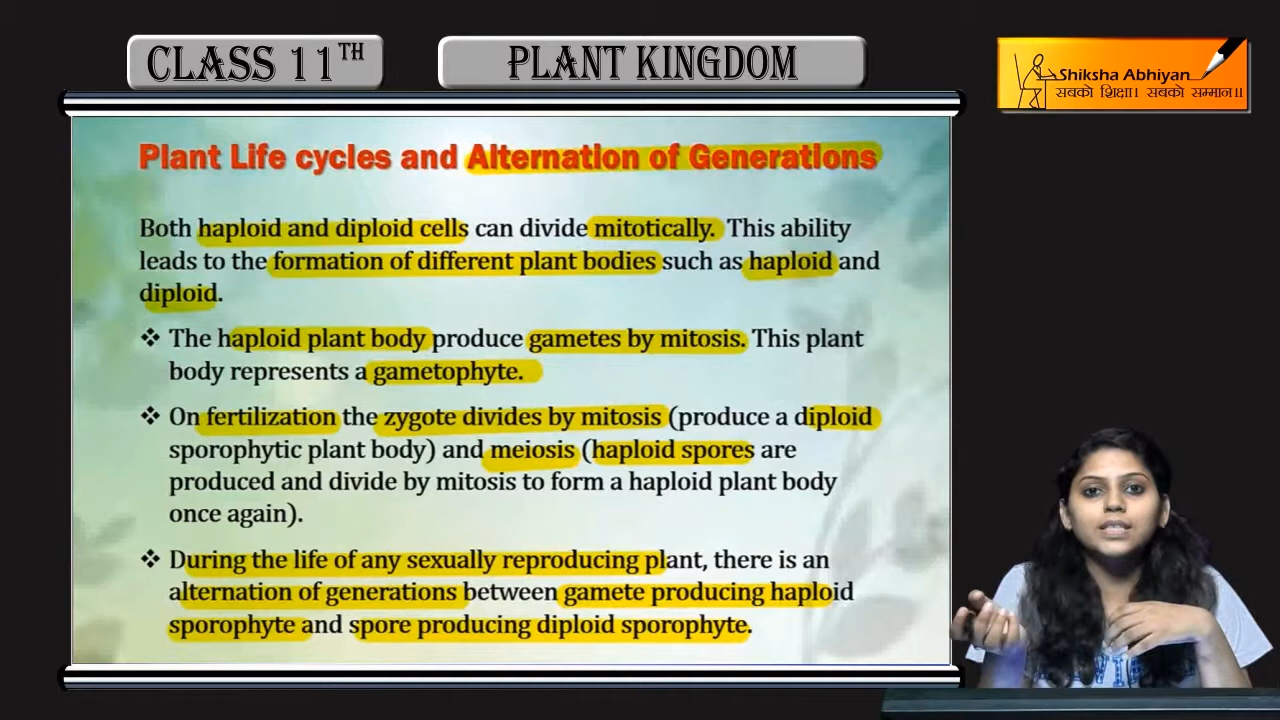 CLASS 11TH
PLANT KINGDOM
Shiksha Abhiyan
सबको शिक्षा। सबको सम्मान॥
Plant Life cycles and Alternation of Generations
Both haploid and diploid cells can divide mitotically. This ability
leads to the formation of different plant bodies such as haploid and
diploid.
❖ The haploid plant body produce gametes by mitosis. This plant
body represents a gametophyte.
❖ On fertilization the zygote divides by mitosis (produce a diploid
sporophytic plant body) and meiosis (haploid spores are
produced and divide by mitosis to form a haploid plant body
once again).
❖ During the life of any sexually reproducing plant, there is an
alternation of generations between gamete producing haploid
sporophyte and spore producing diploid sporophyte.